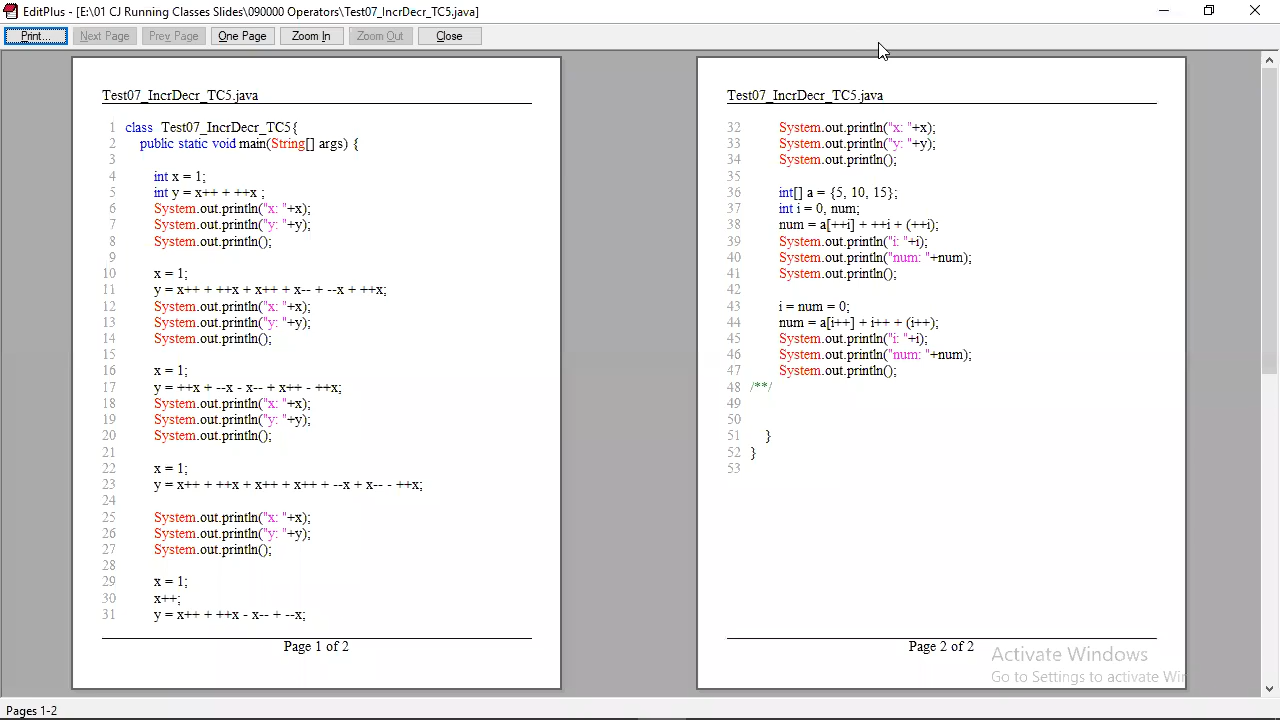 EditPlus - [E:\01 CJ Running Classes Slides\090000 Operators\Test07_IncrDecr_TC5.java]
Print... Next Page Prev Page One Page Zoom In Zoom Out Close
Test07_IncrDecr_TC5.java
1 class Test07_IncrDecr_TC5{
2 public static void main(String[] args) {
3
4 int x = 1;
5 int y = x++ + ++x ;
6 System.out.println("x: "+x);
7 System.out.println("y: "+y);
8 System.out.println();
9
10 x = 1;
11 y = x++ + ++x + x++ + x-- + --x + ++x;
12 System.out.println("x: "+x);
13 System.out.println("y: "+y);
14 System.out.println();
15
16 x = 1;
17 y = ++x + --x - x-- + x++ - ++x;
18 System.out.println("x: "+x);
19 System.out.println("y: "+y);
20 System.out.println();
21
22 x = 1;
23 y = x++ + ++x + x++ + x++ + --x + x-- - ++x;
24
25 System.out.println("x: "+x);
26 System.out.println("y: "+y);
27 System.out.println();
28
29 x = 1;
30 x++;
31 y = x++ + ++x - x-- + --x;
Page 1 of 2
Test07_IncrDecr_TC5.java
32 System.out.println("x: "+x);
33 System.out.println("y: "+y);
34 System.out.println();
35
36 int[] a = {5, 10, 15};
37 int i = 0, num;
38 num = a[++i] + ++i + (++i);
39 System.out.println("i: "+i);
40 System.out.println("num: "+num);
41 System.out.println();
42
43 i = num = 0;
44 num = a[i++] + i++ + (i++);
45 System.out.println("i: "+i);
46 System.out.println("num: "+num);
47 System.out.println();
48 /**/
49
50
51 }
52 }
53
Page 2 of 2
Activate Windows
Go to Settings to activate Wi
Pages 1-2